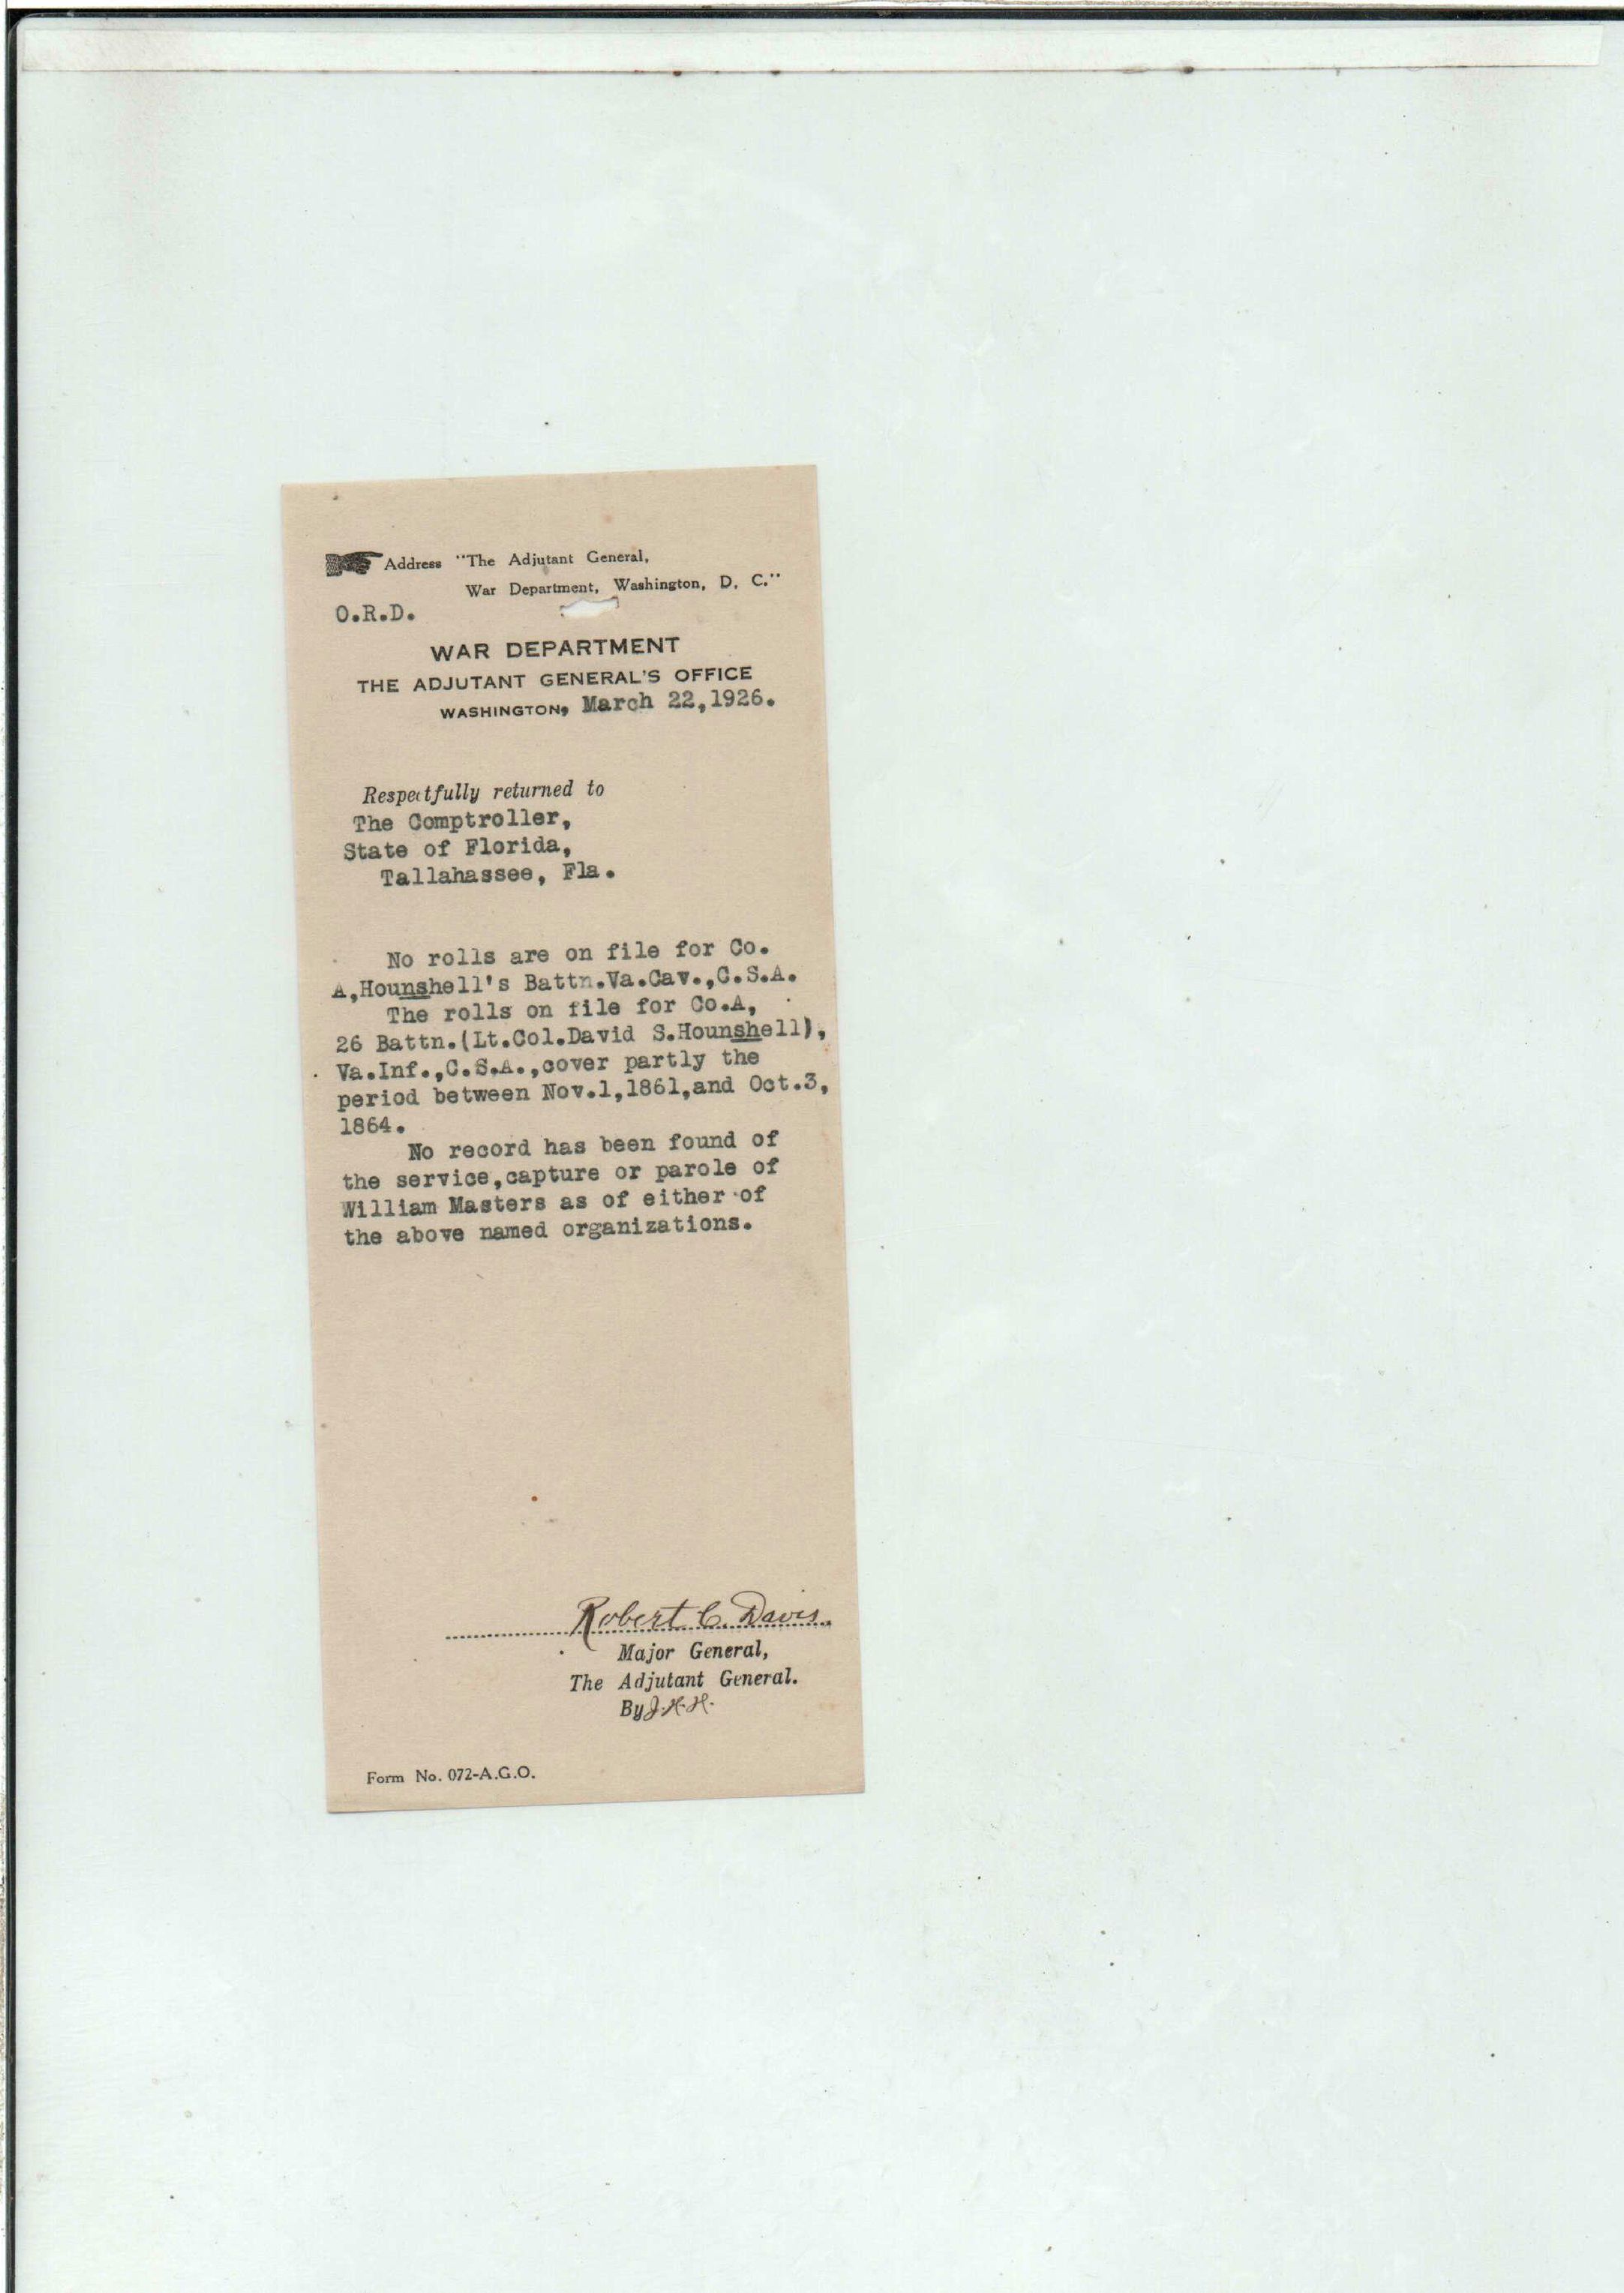 Address "The Adjutant General,
War Department, Washington, D. C."
O.R.D.
WAR DEPARTMENT
THE ADJUTANT GENERAL'S OFFICE
WASHINGTON, March 22,1926.
Respectfully returned to
The Comptroller,
State of Florida,
Tallahassee, Fla.
No rolls are on file for Co.
A,Hounshell's Battn.Va.Cav.,C.S.A.
The rolls on file for Co.A,
26 Battn.(Lt.Col.David S.Hounshell),
Va.Inf.,C.S.A.,cover partly the
period between Nov.1,1861,and Oct.3,
1864.
No record has been found of
the service,capture or parole of
William Masters as of either of
the above named organizations.
Robert C. Davis
Major General,
The Adjutant General.
By J.H.H.
Form No. 072-A.G.O.